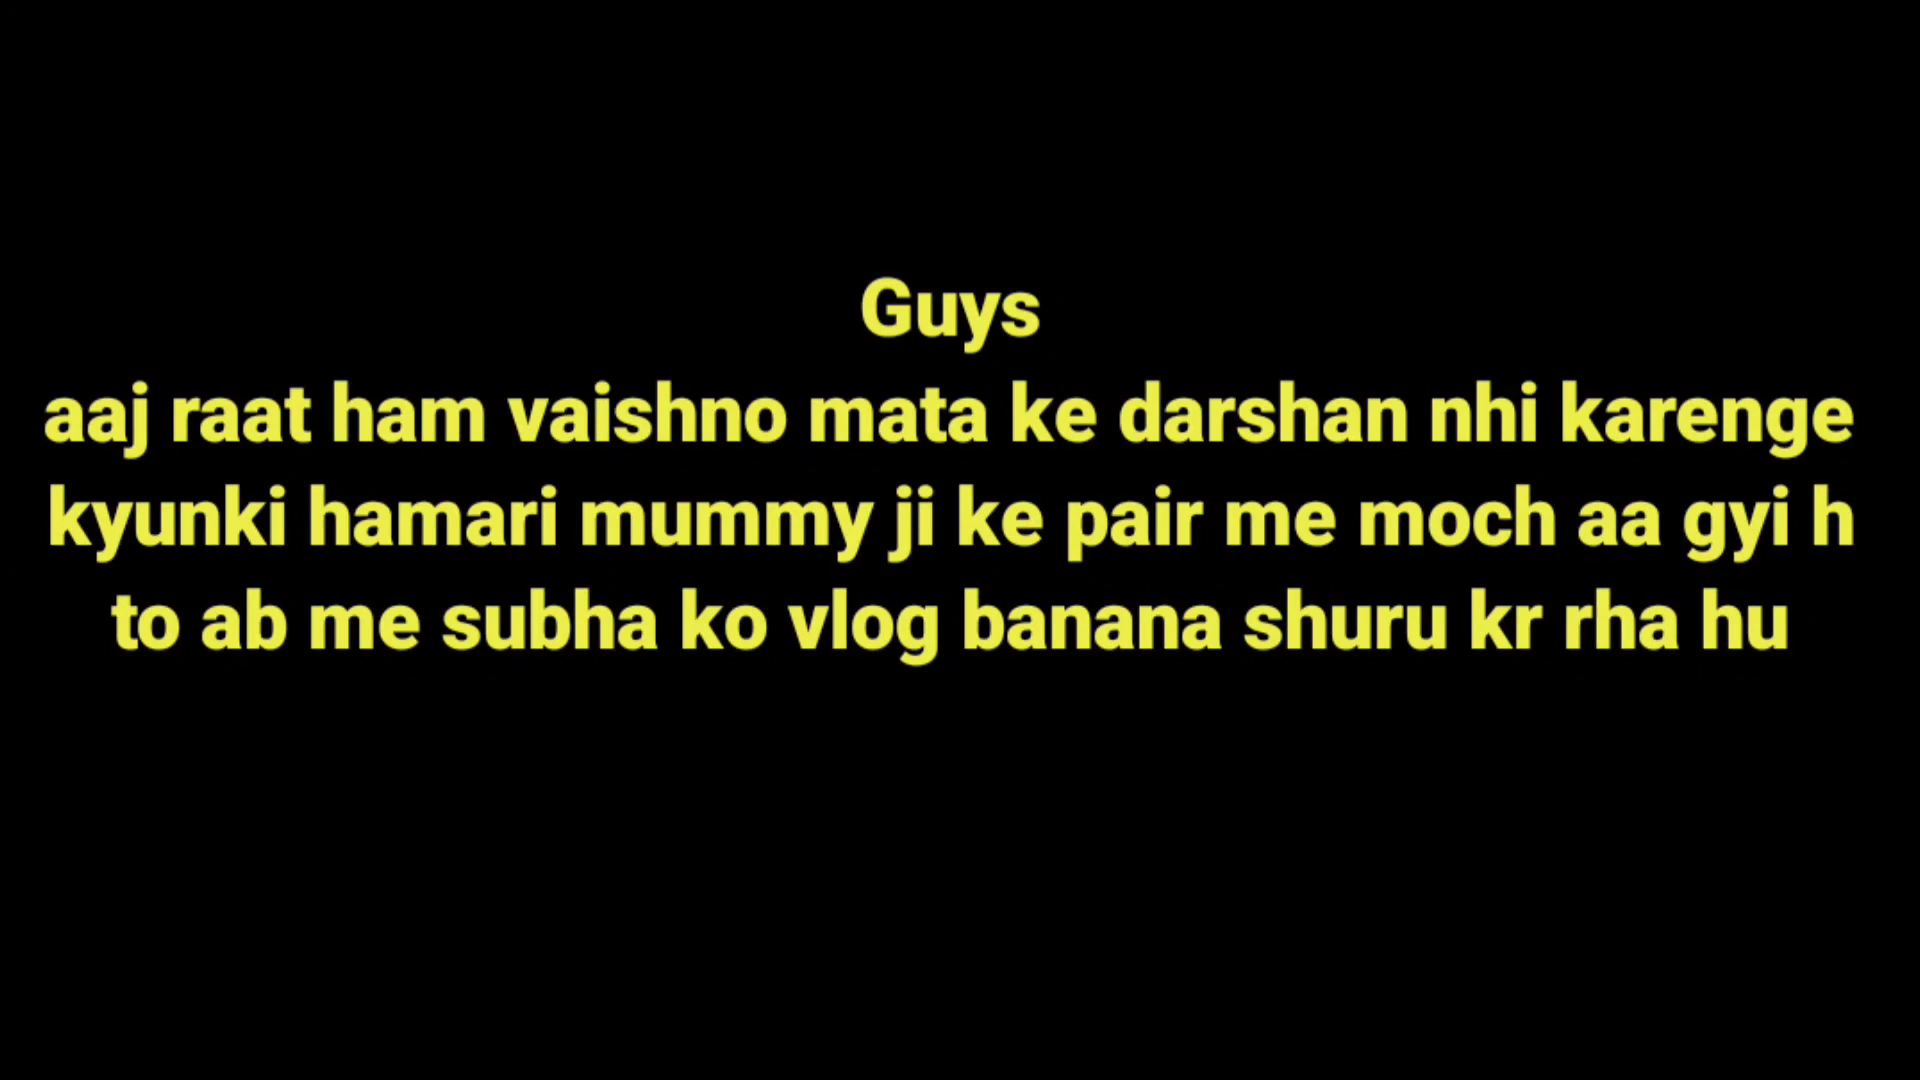 Guys
aaj raat ham vaishno mata ke darshan nhi karenge
kyunki hamari mummy ji ke pair me moch aa gyi h
to ab me subha ko vlog banana shuru kr rha hu